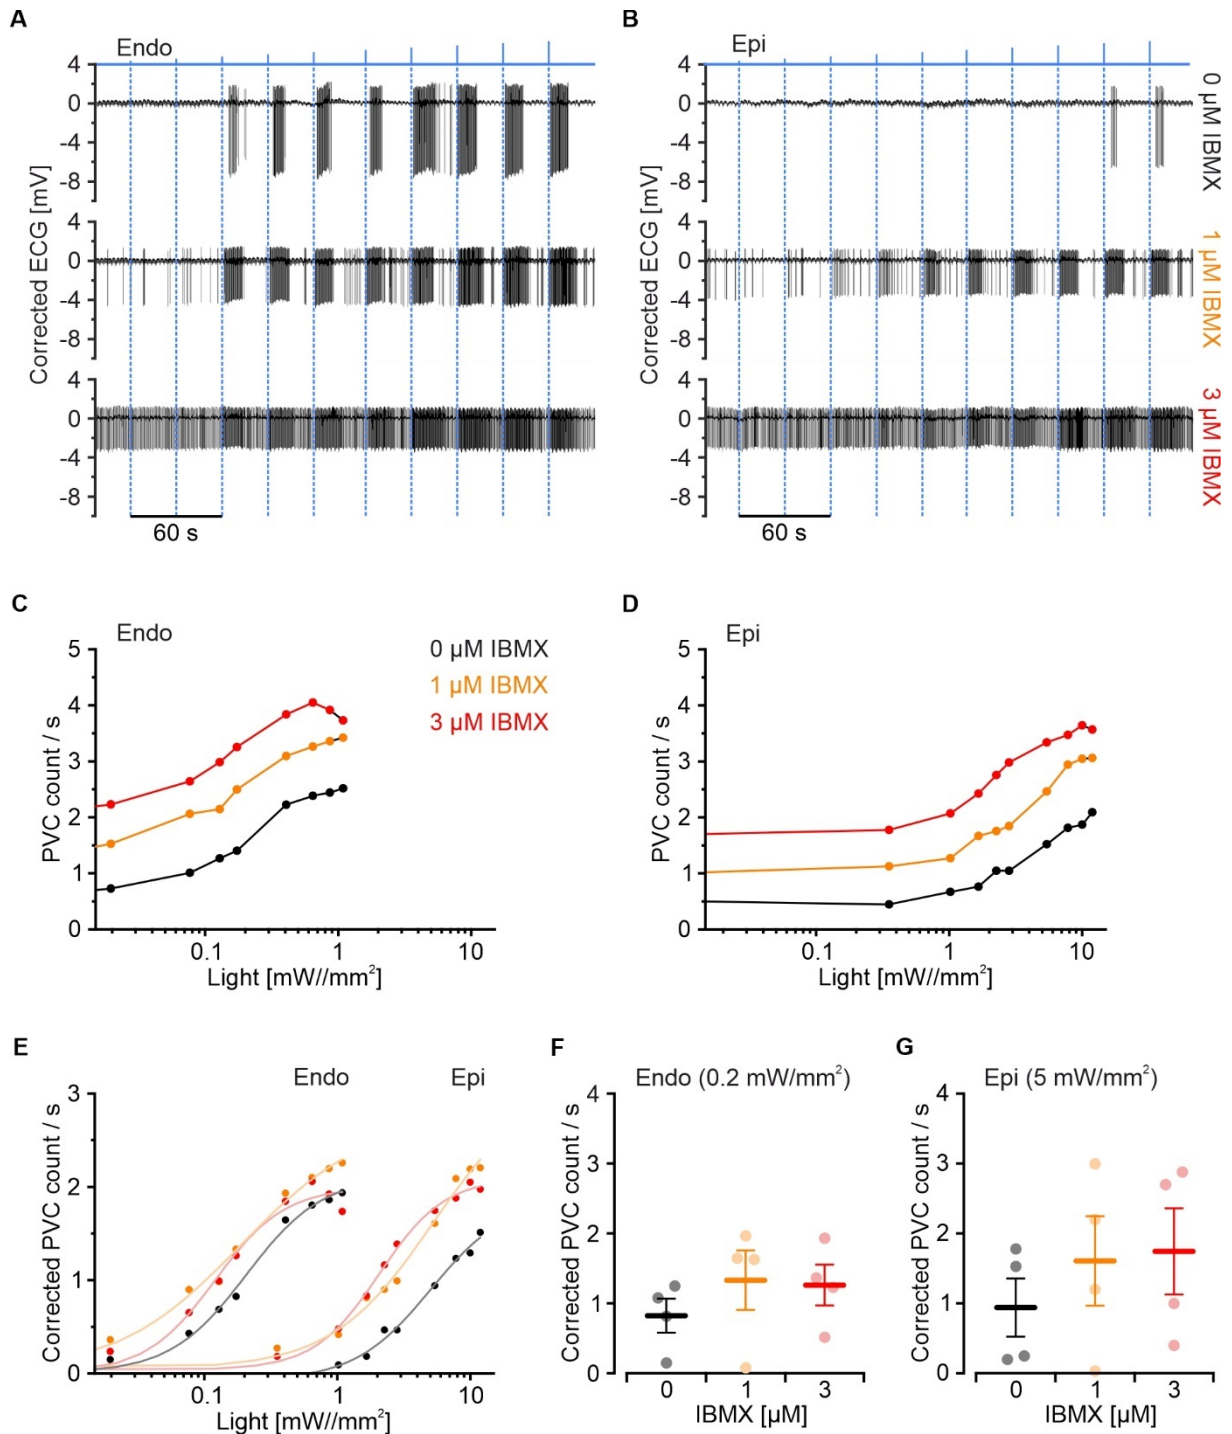 A
B
Endo
Epi
4
0
-4
-8
4
0
-4
-8
4
0
-4
-8
Corrected ECG [mV]
60 s
4
0
-4
-8
4
0
-4
-8
4
0
-4
-8
Corrected ECG [mV]
60 s
0 µM IBMX
1 µM IBMX
3 µM IBMX
C
Endo
0 µM IBMX
1 µM IBMX
3 µM IBMX
5
4
3
2
1
0
PVC count / s
0.1 1 10
Light [mW//mm²]
D
Epi
5
4
3
2
1
0
PVC count / s
0.1 1 10
Light [mW//mm²]
E
Endo Epi
3
2
1
0
Corrected PVC count / s
0.1 1 10
Light [mW//mm²]
F
Endo (0.2 mW/mm²)
4
3
2
1
0
Corrected PVC count / s
0 1 3
IBMX [µM]
G
Epi (5 mW/mm²)
4
3
2
1
0
Corrected PVC count / s
0 1 3
IBMX [µM]